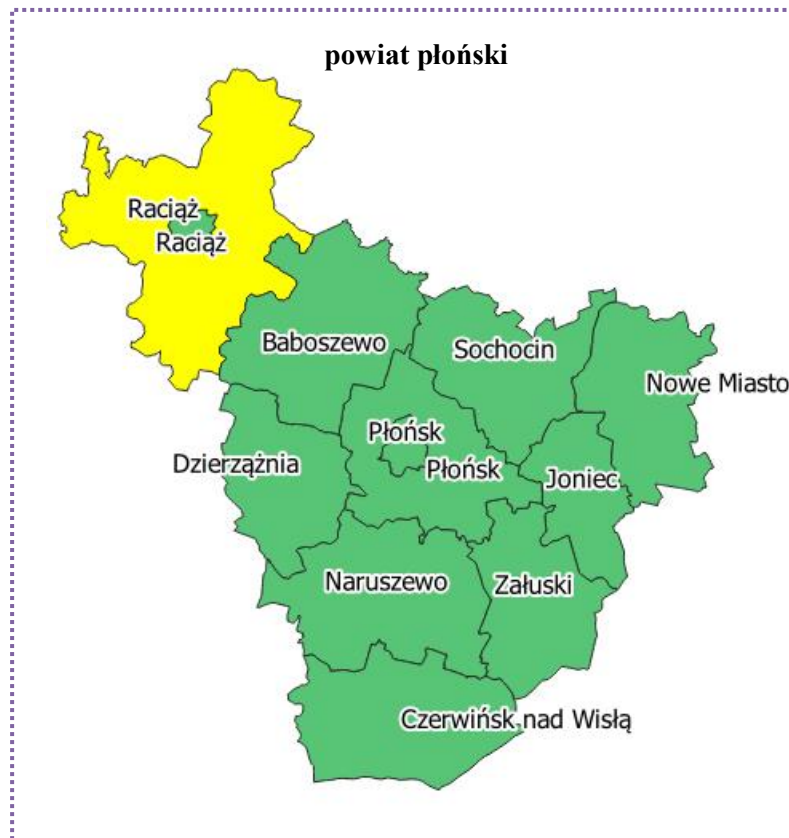 powiat płoński
Raciąż
Raciąż
Baboszewo
Sochocin
Nowe Miasto
Płońsk
Dzierzążnia
Płońsk
Joniec
Naruszewo
Załuski
Czerwińsk nad Wisłą